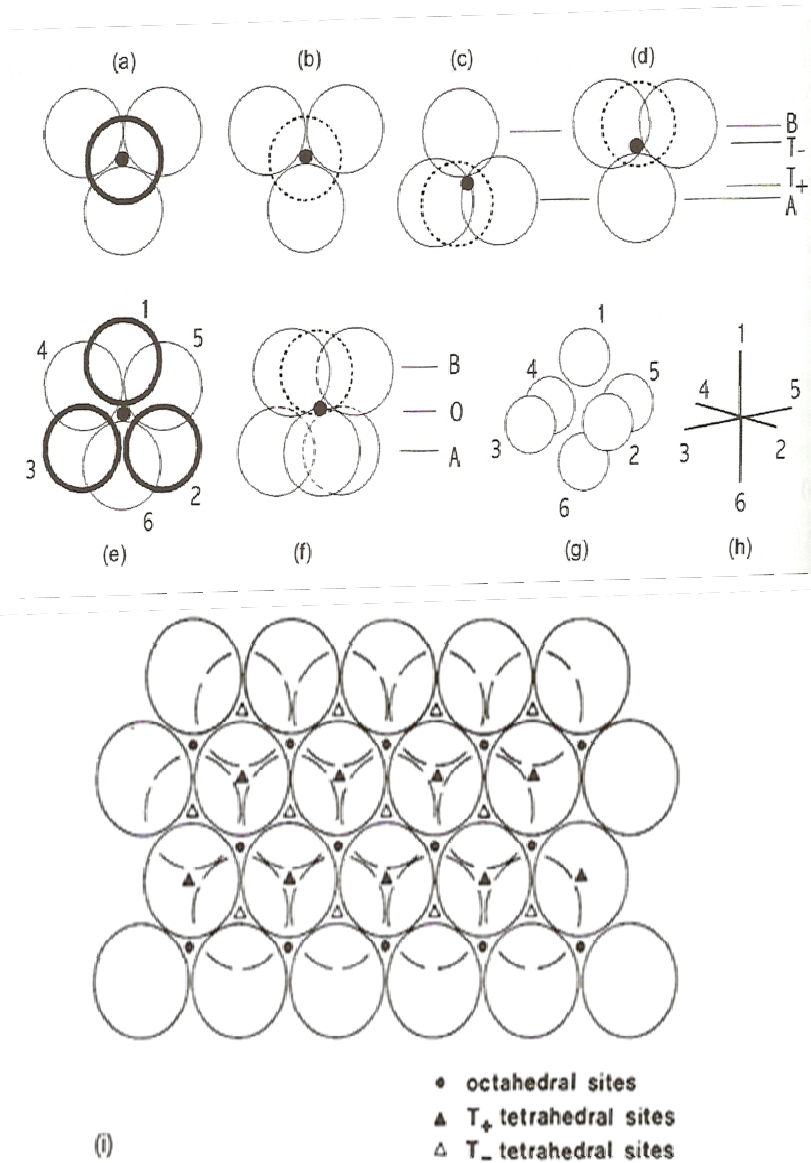 (a) (b) (c) (d)
B
T-
T+
A
1
4 5
3 2
6
B
O
A
1
4 5
3 2
6
1
4 5
3 2
6
(e) (f) (g) (h)
octahedral sites
T+ tetrahedral sites
T- tetrahedral sites
(i)